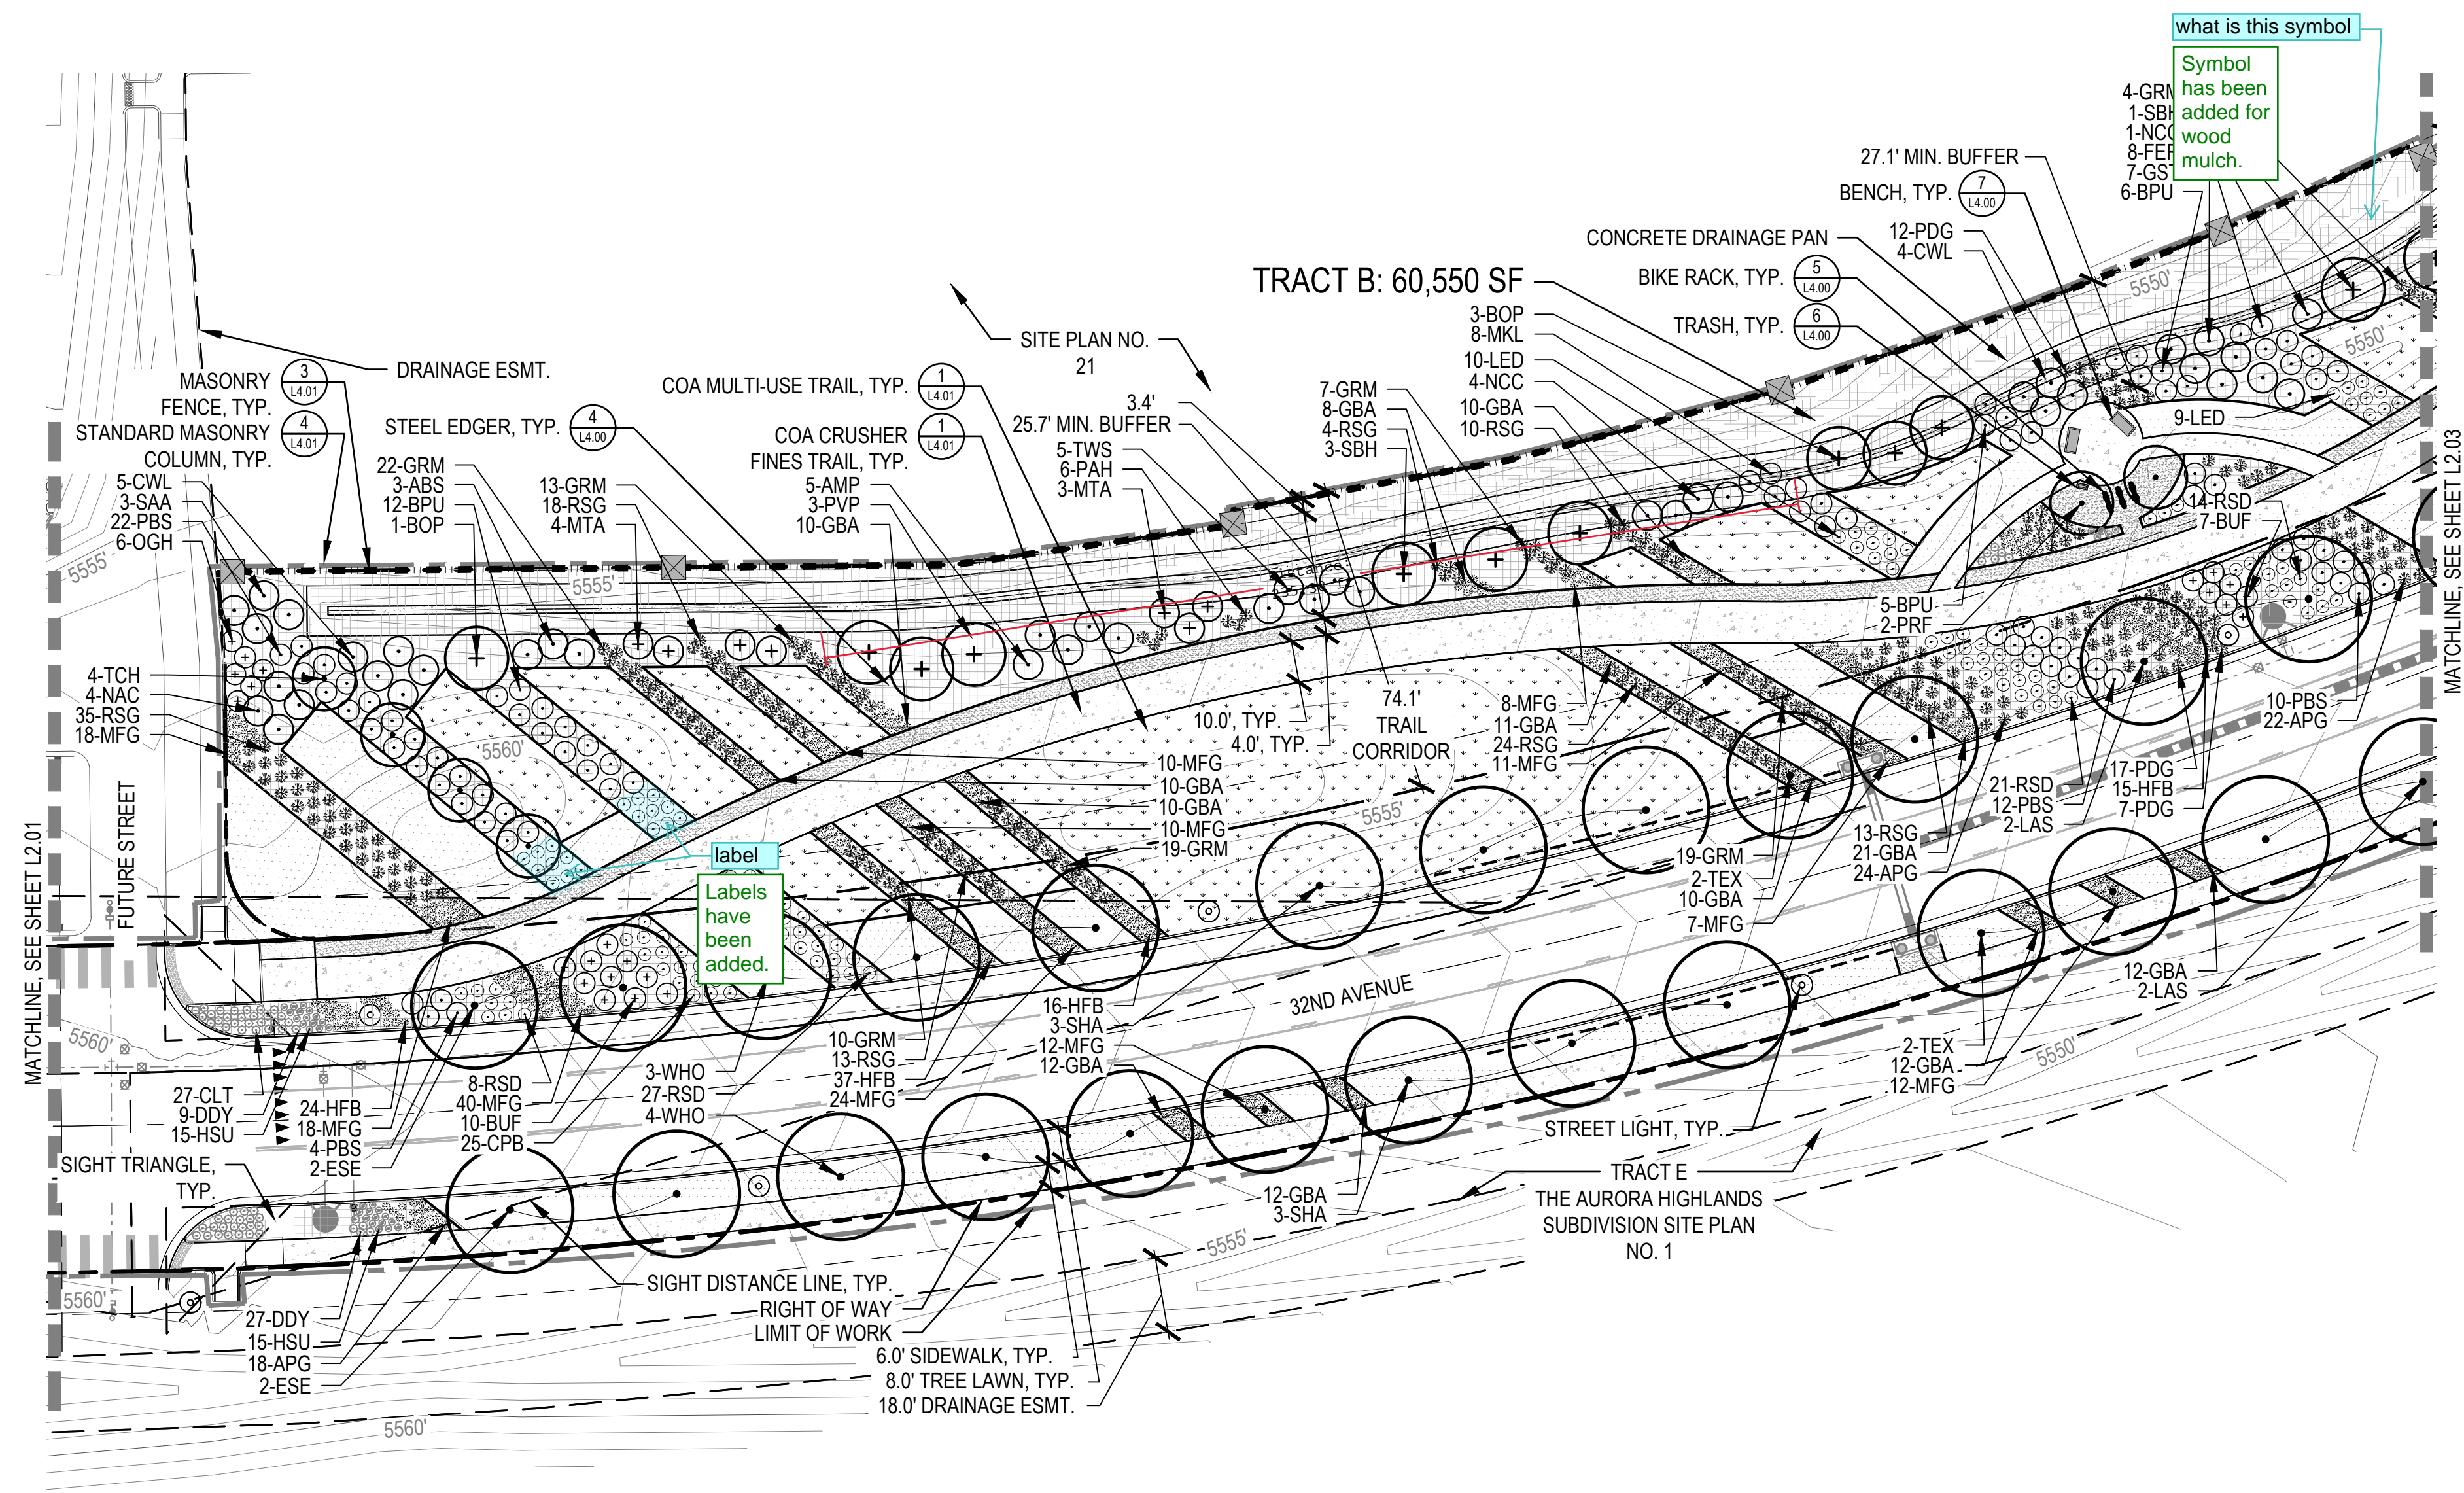 what is this symbol
Symbol
has been
added for
wood
mulch.
1-SBH
1-NCC
6-BPU
27.1' MIN. BUFFER
BENCH, TYP.
7
L4.00
12-PDG
4-CWL
CONCRETE DRAINAGE PAN
BIKE RACK, TYP.
5
L4.00
TRASH, TYP.
6
L4.00
TRACT B: 60,550 SF
3-BOP
8-MKL
10-LED
4-NCC
10-GBA
10-RSG
7-GRM
8-GBA
4-RSG
3-SBH
SITE PLAN NO.
21
3.4'
25.7' MIN. BUFFER
5-TWS
6-PAH
3-MTA
DRAINAGE ESMT.
MASONRY
FENCE, TYP.
3
L4.01
STANDARD MASONRY
COLUMN, TYP.
4
L4.01
STEEL EDGER, TYP.
4
L4.00
COA MULTI-USE TRAIL, TYP.
1
L4.01
COA CRUSHER
FINES TRAIL, TYP.
1
L4.01
5-AMP
3-PVP
10-GBA
22-GRM
3-ABS
12-BPU
1-BOP
13-GRM
18-RSG
4-MTA
5-CWL
3-SAA
22-PBS
6-OGH
5555'
5555'
5550'
5550'
9-LED
14-RSD
7-BUF
5-BPU
2-PRF
4-TCH
4-NAC
35-RSG
18-MFG
5560'
10.0', TYP.
4.0', TYP.
74.1'
TRAIL
CORRIDOR
8-MFG
11-GBA
24-RSG
11-MFG
10-PBS
22-APG
10-MFG
10-GBA
10-GBA
10-MFG
19-GRM
5555'
17-PDG
15-HFB
7-PDG
21-RSD
12-PBS
2-LAS
13-RSG
21-GBA
24-APG
19-GRM
2-TEX
10-GBA
7-MFG
label
Labels
have
been
added.
FUTURE STREET
MATCHLINE, SEE SHEET L2.01
MATCHLINE, SEE SHEET L2.03
32ND AVENUE
12-GBA
2-LAS
16-HFB
3-SHA
12-MFG
12-GBA
10-GRM
13-RSG
37-HFB
24-MFG
3-WHO
27-RSD
4-WHO
8-RSD
40-MFG
10-BUF
25-CPB
24-HFB
18-MFG
4-PBS
2-ESE
27-CLT
9-DDY
15-HSU
5560'
2-TEX
12-GBA
12-MFG
5550'
STREET LIGHT, TYP.
SIGHT TRIANGLE,
TYP.
TRACT E
THE AURORA HIGHLANDS
SUBDIVISION SITE PLAN
NO. 1
12-GBA
3-SHA
5555'
SIGHT DISTANCE LINE, TYP.
RIGHT OF WAY
LIMIT OF WORK
5560'
27-DDY
15-HSU
18-APG
2-ESE
6.0' SIDEWALK, TYP.
8.0' TREE LAWN, TYP.
18.0' DRAINAGE ESMT.
5560'